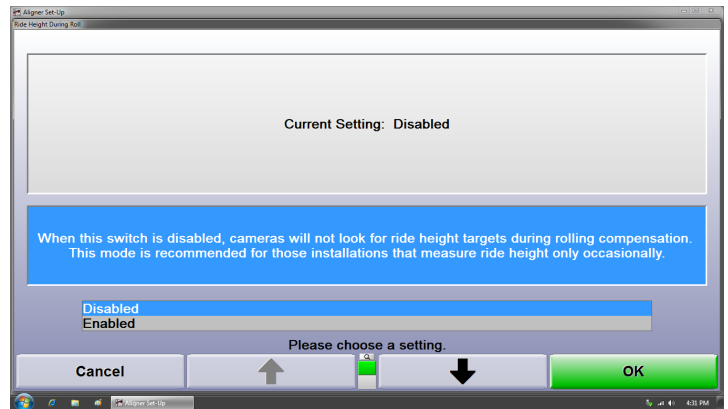 Aligner Set-Up
Ride Height During Roll
Current Setting: Disabled
When this switch is disabled, cameras will not look for ride height targets during rolling compensation.
This mode is recommended for those installations that measure ride height only occasionally.
Disabled
Enabled
Please choose a setting.
Cancel
OK
Aligner Set-Up
4:31 PM